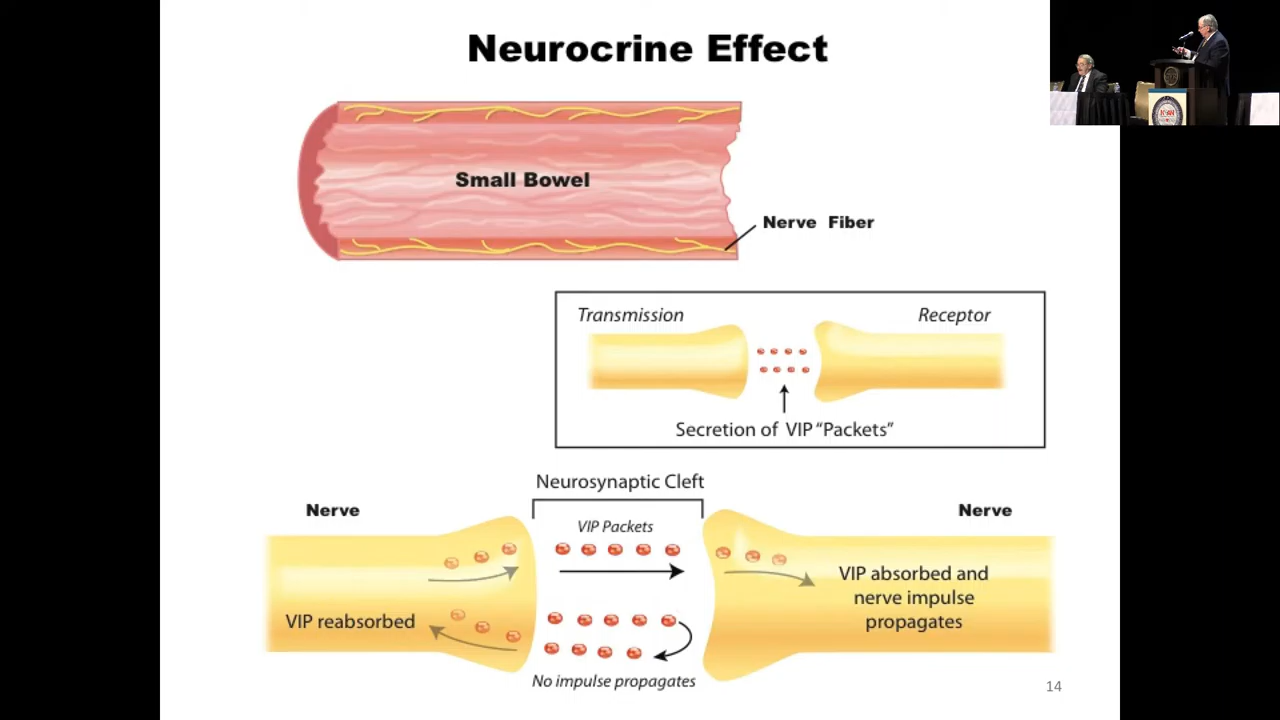 Neurocrine Effect
Small Bowel
Nerve Fiber
Transmission
Receptor
Secretion of VIP “Packets”
Neurosynaptic Cleft
Nerve
VIP Packets
Nerve
VIP absorbed and
nerve impulse
propagates
VIP reabsorbed
No impulse propagates
14